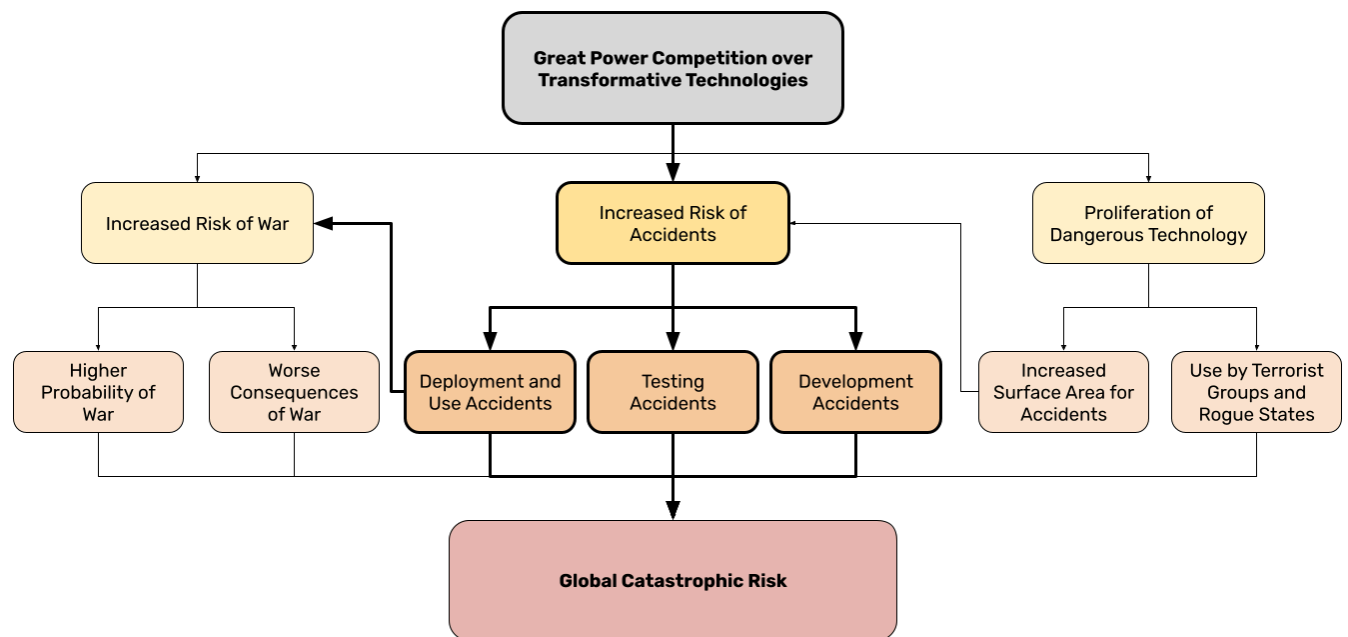 Great Power Competition over
Transformative Technologies
Increased Risk of War
Increased Risk of
Accidents
Proliferation of
Dangerous Technology
Higher
Probability of
War
Worse
Consequences
of War
Deployment and
Use Accidents
Testing
Accidents
Development
Accidents
Increased
Surface Area for
Accidents
Use by Terrorist
Groups and
Rogue States
Global Catastrophic Risk